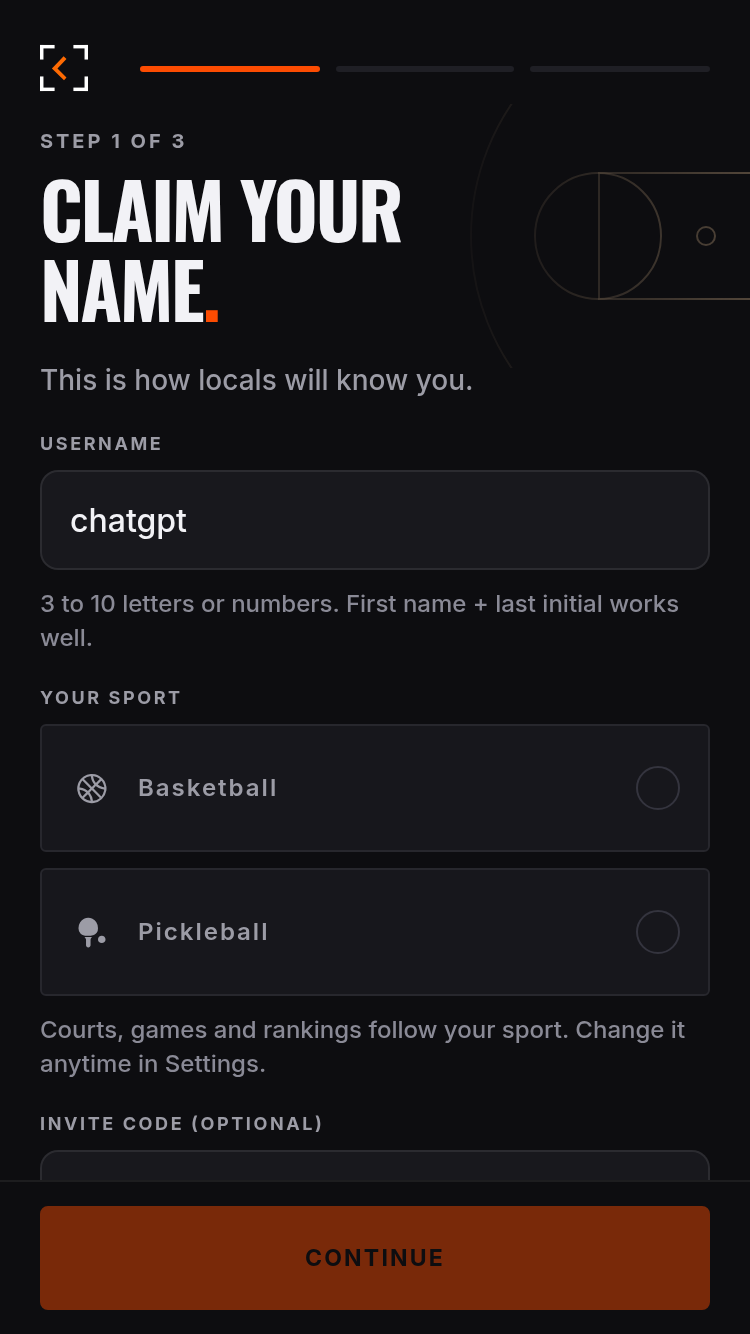 STEP 1 OF 3
CLAIM YOUR
NAME.
This is how locals will know you.
USERNAME
chatgpt
3 to 10 letters or numbers. First name + last initial works
well.
YOUR SPORT
Basketball
Pickleball
Courts, games and rankings follow your sport. Change it
anytime in Settings.
INVITE CODE (OPTIONAL)
CONTINUE